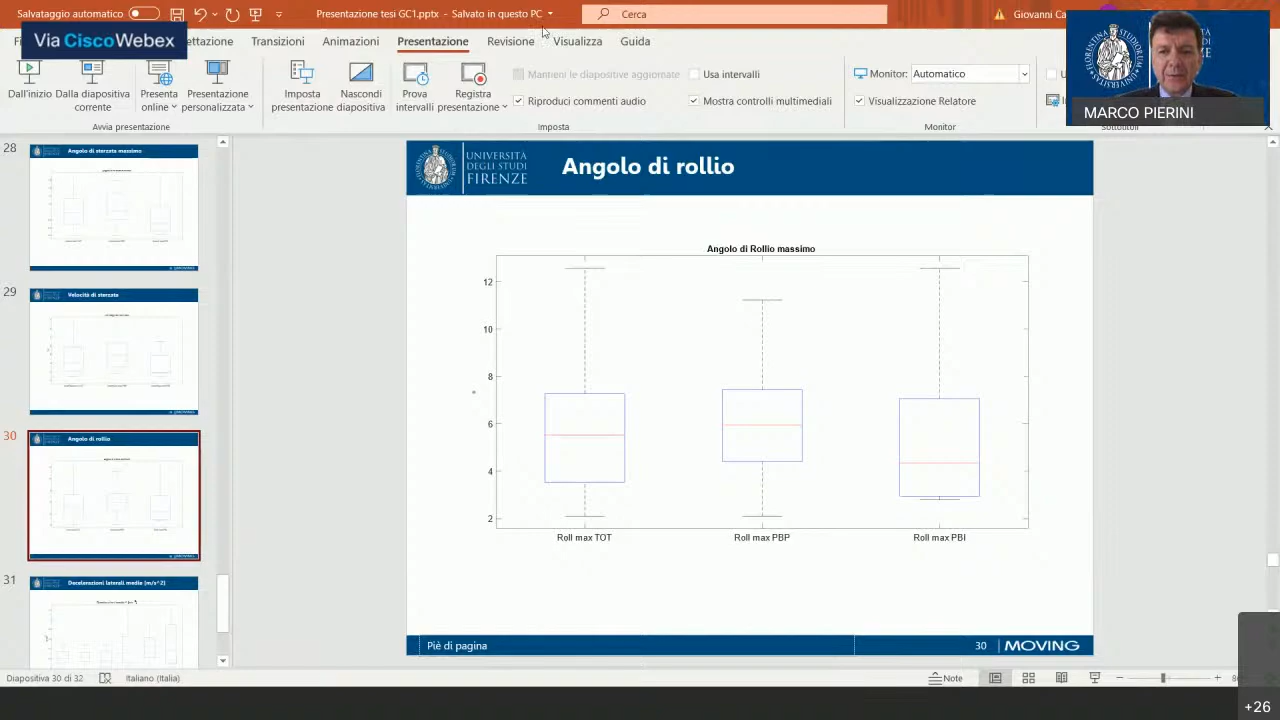 Salvataggio automatico
Presentazione tesi GC1.pptx - Salvato in questo PC
Cerca
Giovanni Ca
Via CiscoWebex
Transizioni
Animazioni
Presentazione
Revisione
Visualizza
Guida
Dall'inizio
Dalla diapositiva
corrente
Presenta
online
Presentazione
personalizzata
Avvia presentazione
Imposta
presentazione
Nascondi
diapositiva
Prova
intervalli
Registra
presentazione
Mantieni le diapositive aggiornate
Riproduci commenti audio
Usa intervalli
Mostra controlli multimediali
Imposta
Monitor:
Automatico
Visualizzazione Relatore
Monitor
MARCO PIERINI
28
Angolo di sterzata massimo
29
Velocità di sterzata
30
Angolo di rollio
31
Decelerazioni laterali medie [m/s^2]
UNIVERSITÀ
DEGLI STUDI
FIRENZE
Angolo di rollio
Angolo di Rollio massimo
12
10
8
6
4
2
Roll max TOT
Roll max PBP
Roll max PBI
Piè di pagina
30
MOVING
Diapositiva 30 di 32
Italiano (Italia)
Note
+26